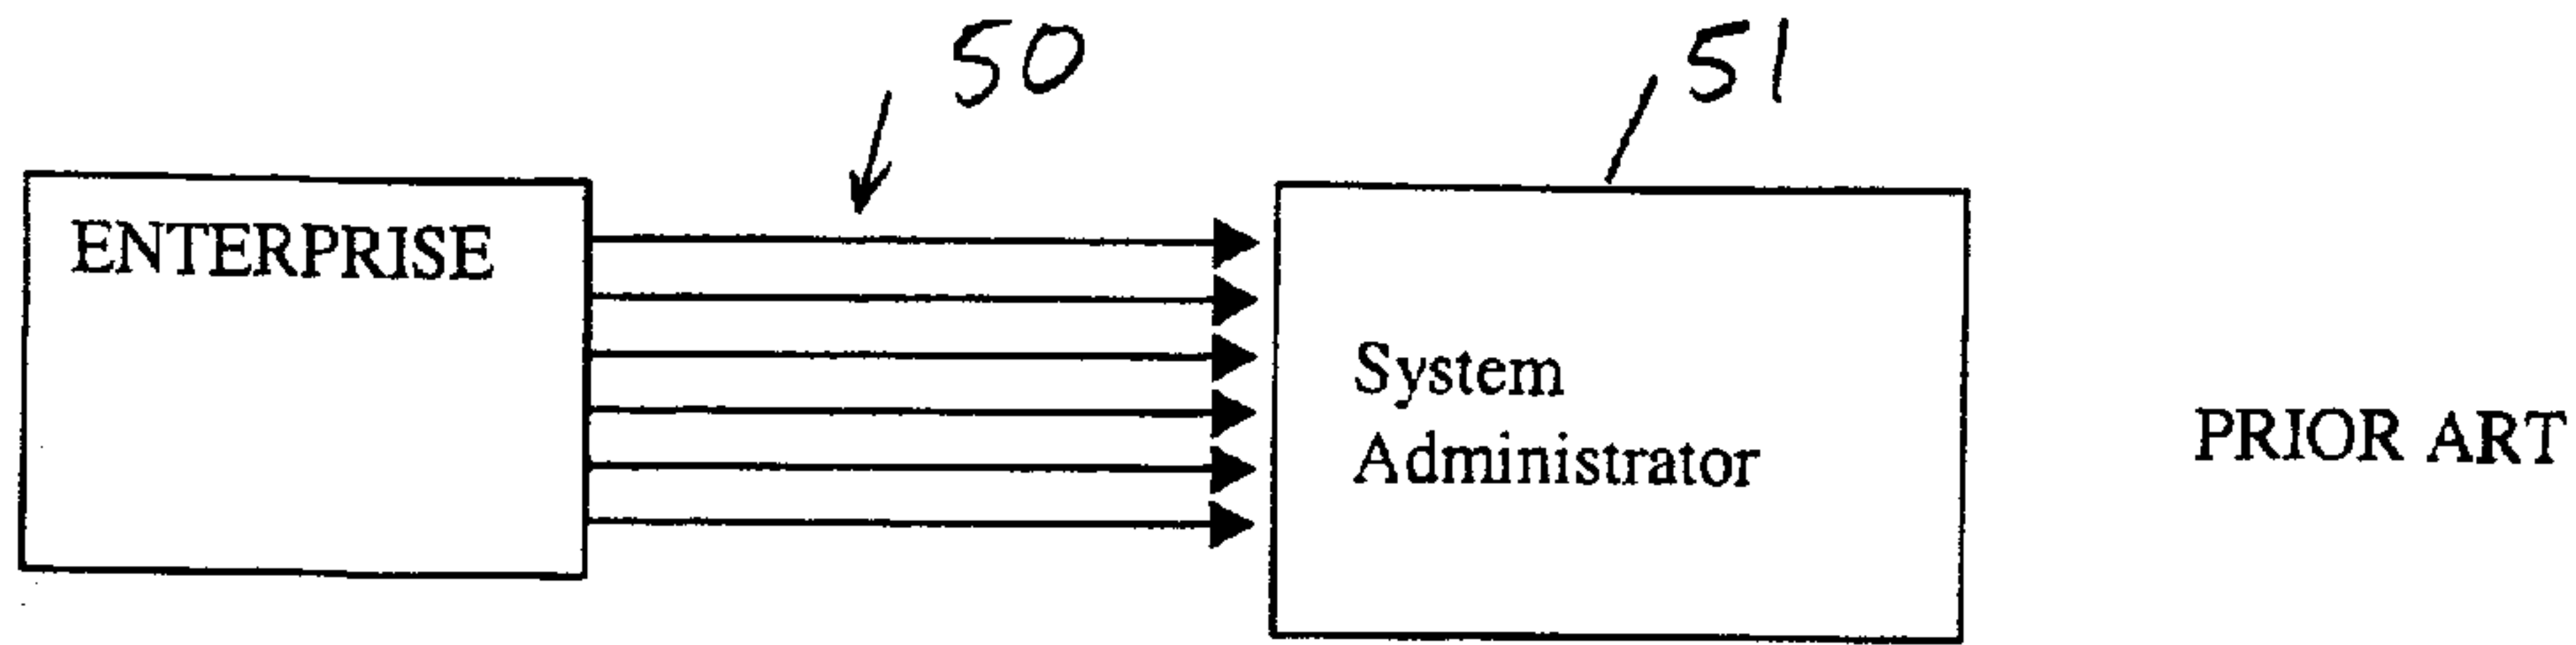 50
51
ENTERPRISE
System
Administrator
PRIOR ART